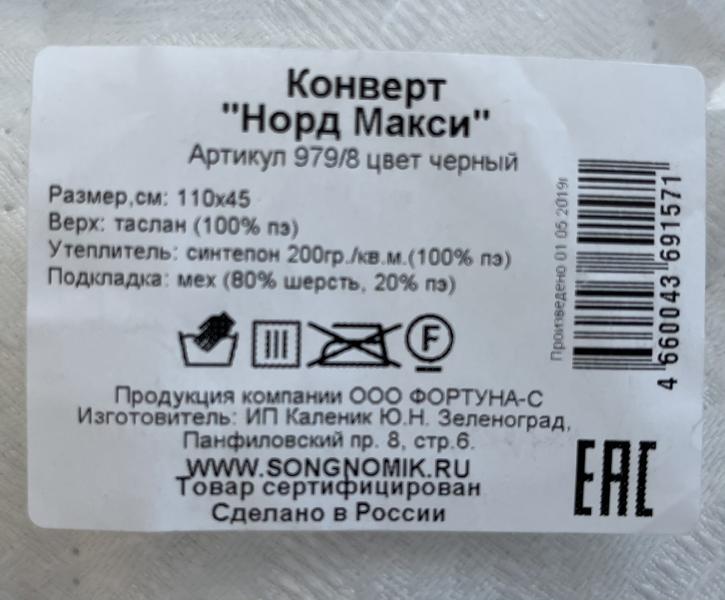 Конверт
"Норд Макси"
Артикул 979/8 цвет черный
Размер,см: 110х45
Верх: таслан (100% пэ)
Утеплитель: синтепон 200гр./кв.м.(100% пэ)
Подкладка: мех (80% шерсть, 20% пэ)
Произведено 01 05 2019г
4 660043 691571
F
Продукция компании ООО ФОРТУНА-С
Изготовитель: ИП Каленик Ю.Н. Зеленоград,
Панфиловский пр. 8, стр.6.
WWW.SONGNOMIK.RU
Товар сертифицирован
Сделано в России
EAC